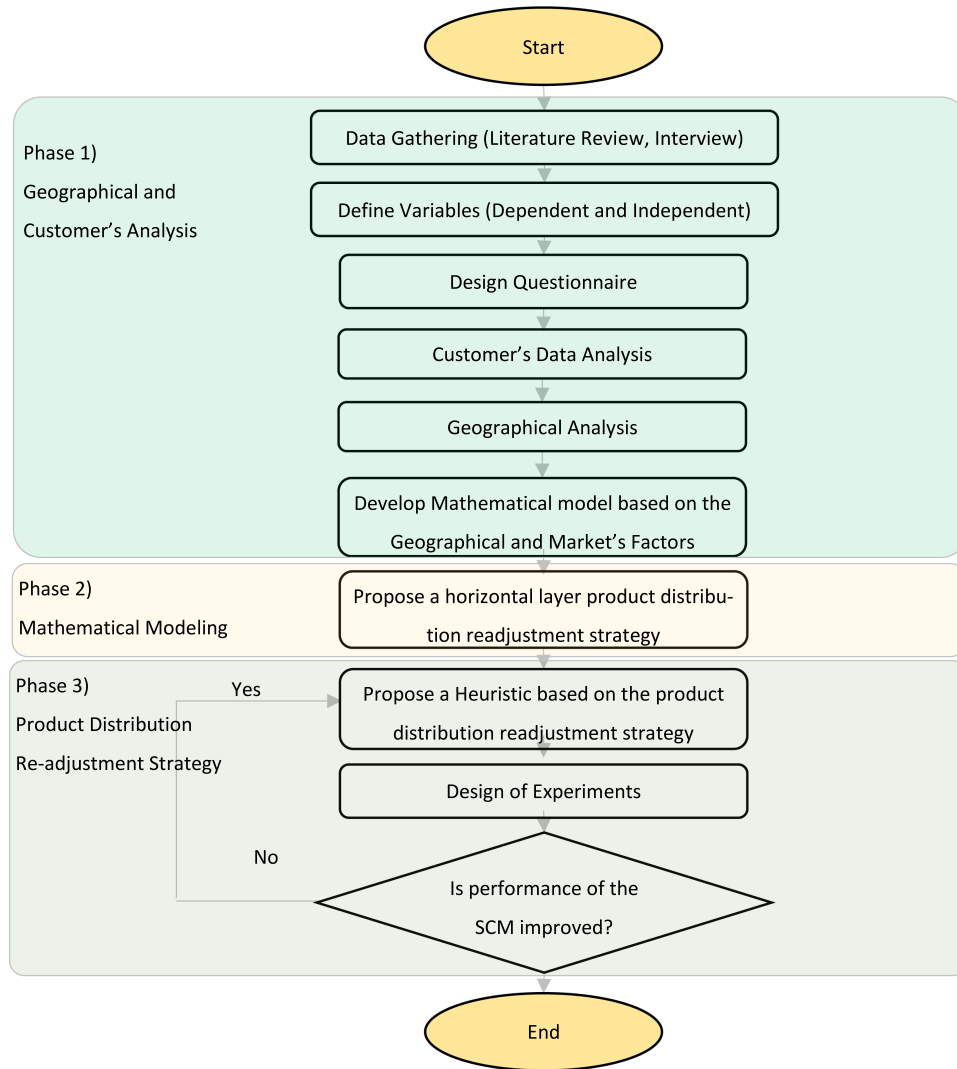 Start
Phase 1)
Geographical and
Customer’s Analysis
Data Gathering (Literature Review, Interview)
Define Variables (Dependent and Independent)
Design Questionnaire
Customer’s Data Analysis
Geographical Analysis
Develop Mathematical model based on the
Geographical and Market’s Factors
Phase 2)
Mathematical Modeling
Propose a horizontal layer product distribu-
tion readjustment strategy
Phase 3)
Product Distribution
Re-adjustment Strategy
Yes
Propose a Heuristic based on the product
distribution readjustment strategy
Design of Experiments
No
Is performance of the
SCM improved?
End